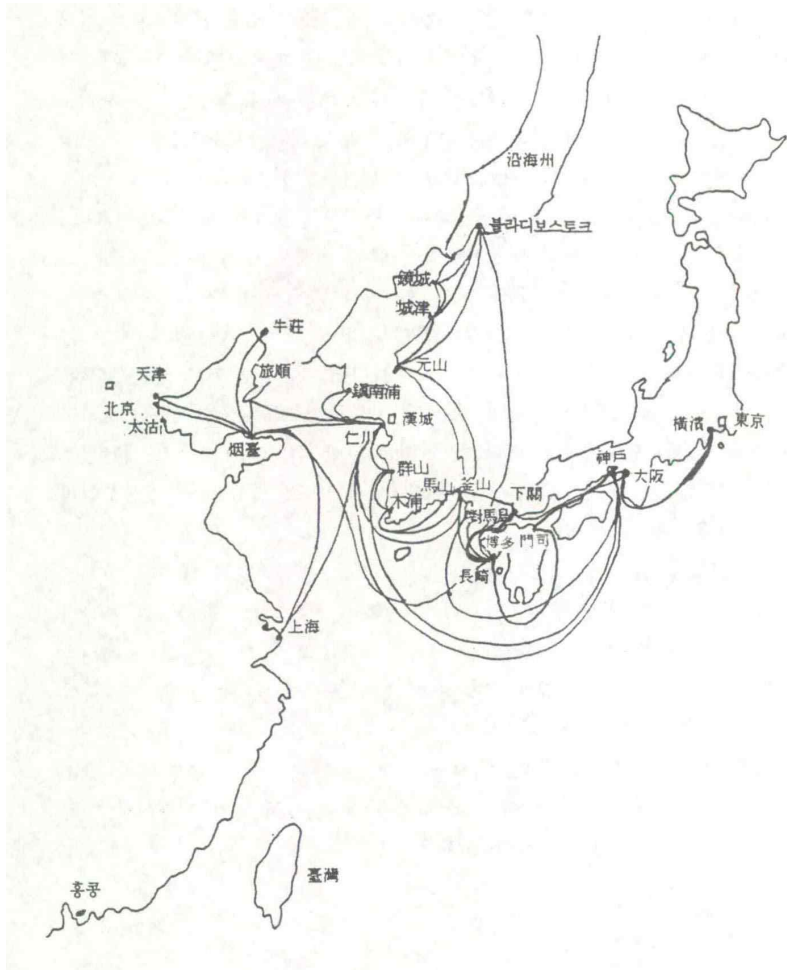 沿海州
블라디보스토크
鏡城
城津
元山
牛荘
旅順
天津
北京
太沽
烟臺
鎭南浦
漢城
仁川
群山
木浦
馬山
釜山
對馬島
下關
博多
門司
長崎
神戶
大阪
橫濱
東京
上海
臺灣
홍콩